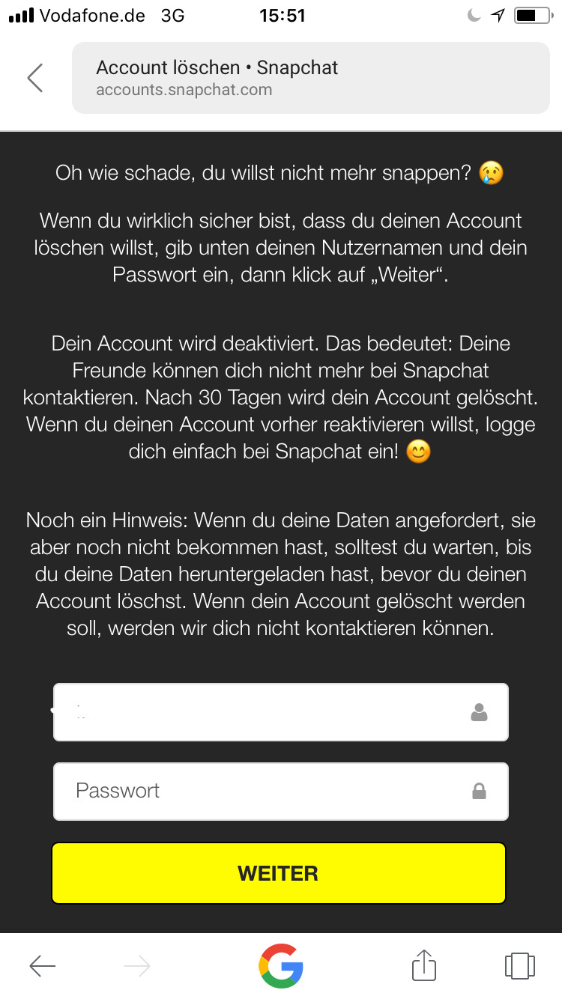 Vodafone.de 3G 15:51
Account löschen • Snapchat
accounts.snapchat.com
Oh wie schade, du willst nicht mehr snappen? 😢
Wenn du wirklich sicher bist, dass du deinen Account
löschen willst, gib unten deinen Nutzernamen und dein
Passwort ein, dann klick auf „Weiter“.
Dein Account wird deaktiviert. Das bedeutet: Deine
Freunde können dich nicht mehr bei Snapchat
kontaktieren. Nach 30 Tagen wird dein Account gelöscht.
Wenn du deinen Account vorher reaktivieren willst, logge
dich einfach bei Snapchat ein! 😊
Noch ein Hinweis: Wenn du deine Daten angefordert, sie
aber noch nicht bekommen hast, solltest du warten, bis
du deine Daten heruntergeladen hast, bevor du deinen
Account löschst. Wenn dein Account gelöscht werden
soll, werden wir dich nicht kontaktieren können.
Passwort
WEITER